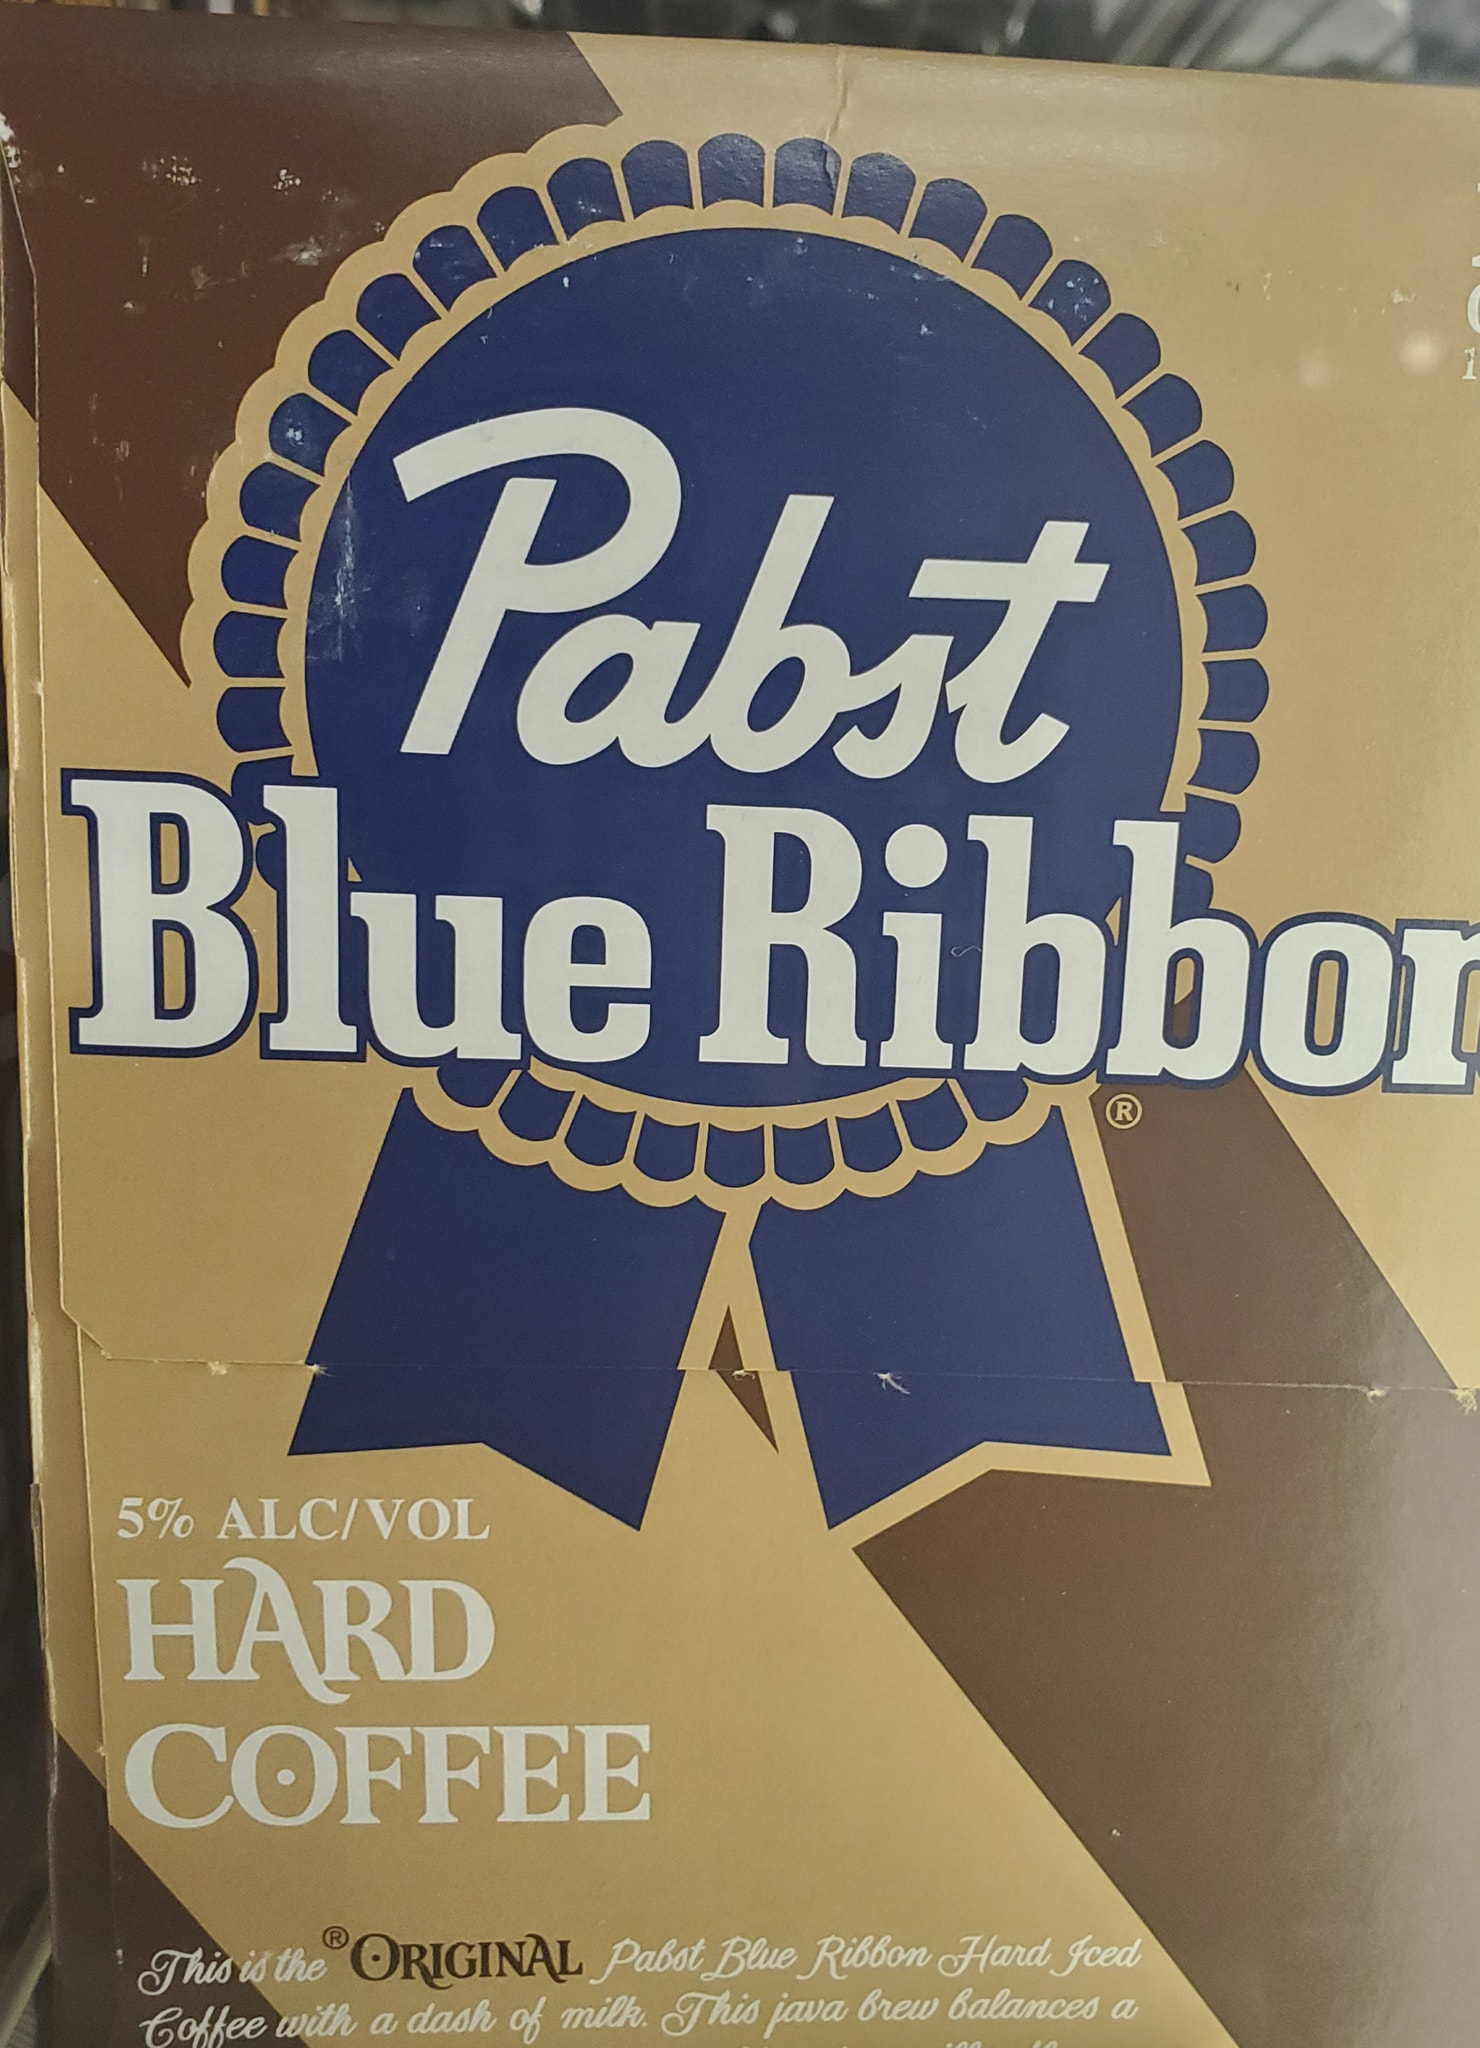 Pabst
Blue Ribbon
®
5% ALC/VOL
HARD
COFFEE
This is the ®ORIGINAL Pabst Blue Ribbon Hard Iced
Coffee with a dash of milk. This java brew balances a